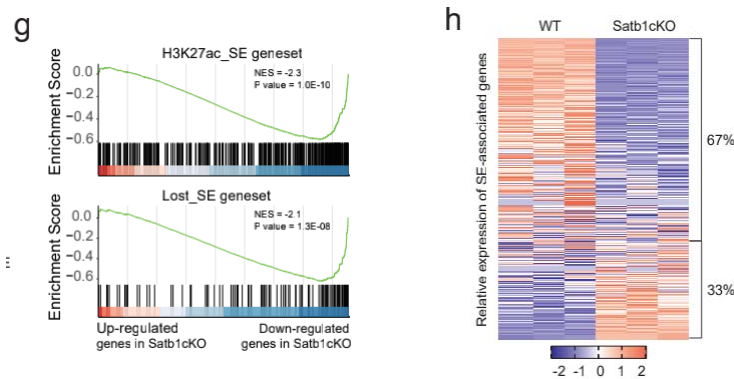 g
H3K27ac_SE geneset
Enrichment Score
0.0
−0.2
−0.4
−0.6
NES = -2.3
P value = 1.0E-10
Lost_SE geneset
Enrichment Score
0.0
−0.2
−0.4
−0.6
NES = -2.1
P value = 1.3E-08
Up-regulated
genes in Satb1cKO
Down-regulated
genes in Satb1cKO
h
WT
Satb1cKO
Relative expression of SE-associated genes
67%
33%
-2 -1 0 1 2